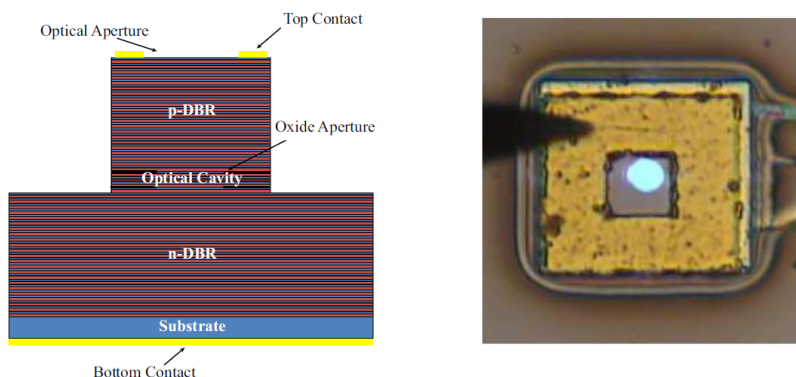 Optical Aperture
Top Contact
p-DBR
Oxide Aperture
Optical Cavity
n-DBR
Substrate
Bottom Contact